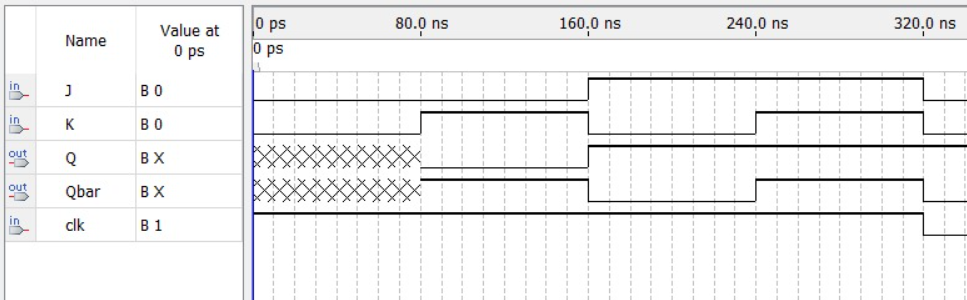 Name Value at 0 ps 0 ps 80.0 ns 160.0 ns 240.0 ns 320.0 ns
0 ps
in J B 0
in K B 0
out Q B X
out Qbar B X
in clk B 1